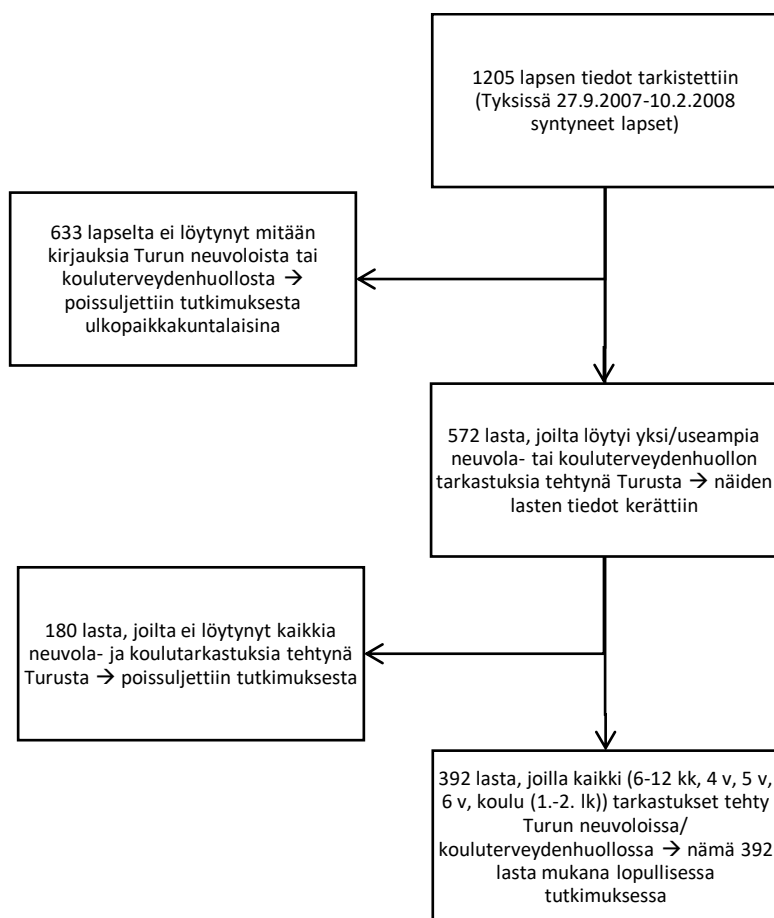 1205 lapsen tiedot tarkistettiin
(Tyksissä 27.9.2007-10.2.2008
syntyneet lapset)
633 lapselta ei löytynyt mitään
kirjauksia Turun neuvoloista tai
kouluterveydenhuollosta →
poissuljettiin tutkimuksesta
ulkopaikkakuntalaisina
572 lasta, joilta löytyi yksi/useampia
neuvola- tai kouluterveydenhuollon
tarkastuksia tehtynä Turusta → näiden
lasten tiedot kerättiin
180 lasta, joilta ei löytynyt kaikkia
neuvola- ja koulutarkastuksia tehtynä
Turusta → poissuljettiin tutkimuksesta
392 lasta, joilla kaikki (6-12 kk, 4 v, 5 v,
6 v, koulu (1.-2. lk)) tarkastukset tehty
Turun neuvoloissa/
kouluterveydenhuollossa → nämä 392
lasta mukana lopullisessa
tutkimuksessa